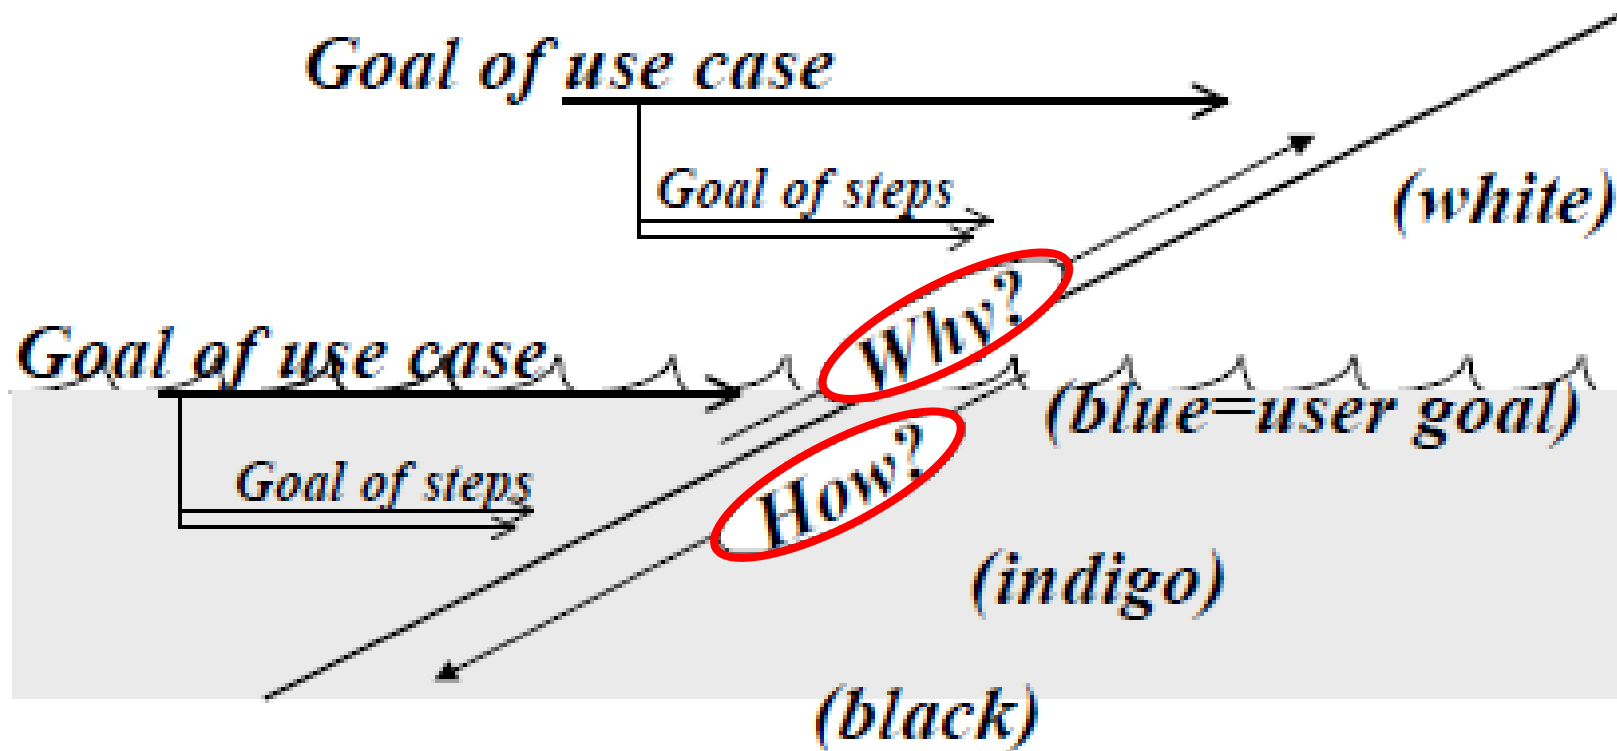 Goal of use case
Goal of steps
(white)
Why?
Goal of use case
(blue=user goal)
How?
Goal of steps
(indigo)
(black)